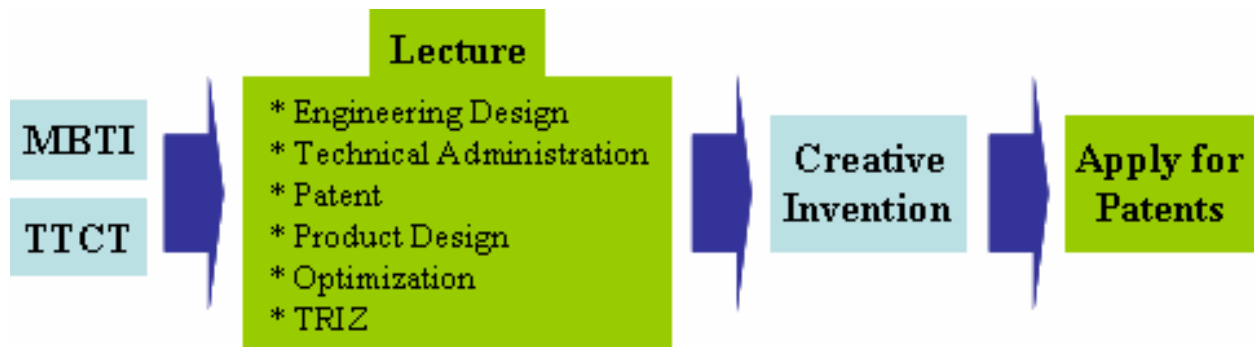 MBTI
TTCT
Lecture
* Engineering Design
* Technical Administration
* Patent
* Product Design
* Optimization
* TRIZ
Creative
Invention
Apply for
Patents